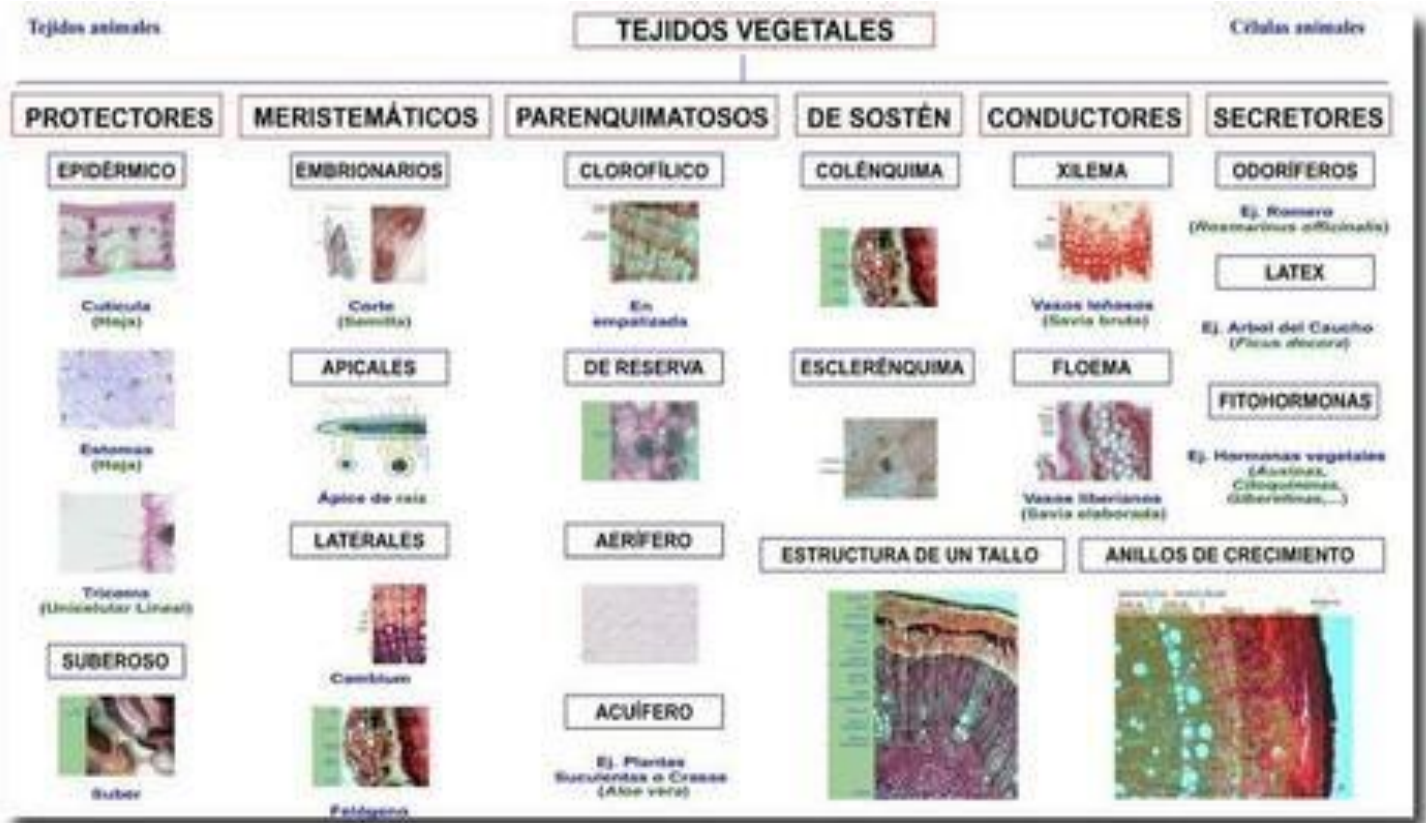 Tejidos animales
TEJIDOS VEGETALES
Células animales
PROTECTORES
MERISTEMÁTICOS
PARENQUIMATOSOS
DE SOSTÉN
CONDUCTORES
SECRETORES
EPIDÉRMICO
Cutícula
(Hoja)
Estomas
(Hoja)
Tricoma
(Unicelular Lineal)
SUBEROSO
Suber
EMBRIONARIOS
Corte
(Semilla)
APICALES
Ápice de raiz
LATERALES
Cambium
Felógeno
CLOROFÍLICO
En
empalizada
DE RESERVA
AERÍFERO
ACUÍFERO
Ej. Plantas
Suculentas o Crasas
(Aloe vera)
COLÉNQUIMA
ESCLERÉNQUIMA
XILEMA
Vasos leñosos
(Savia bruta)
FLOEMA
Vasos liberianos
(Savia elaborada)
ODORÍFEROS
Ej. Romero
(Rosmarinus officinalis)
LATEX
Ej. Arbol del Caucho
(Ficus decora)
FITOHORMONAS
Ej. Hormonas vegetales
(Auxinas,
Citoquininas,
Giberelinas,...)
ESTRUCTURA DE UN TALLO
ANILLOS DE CRECIMIENTO